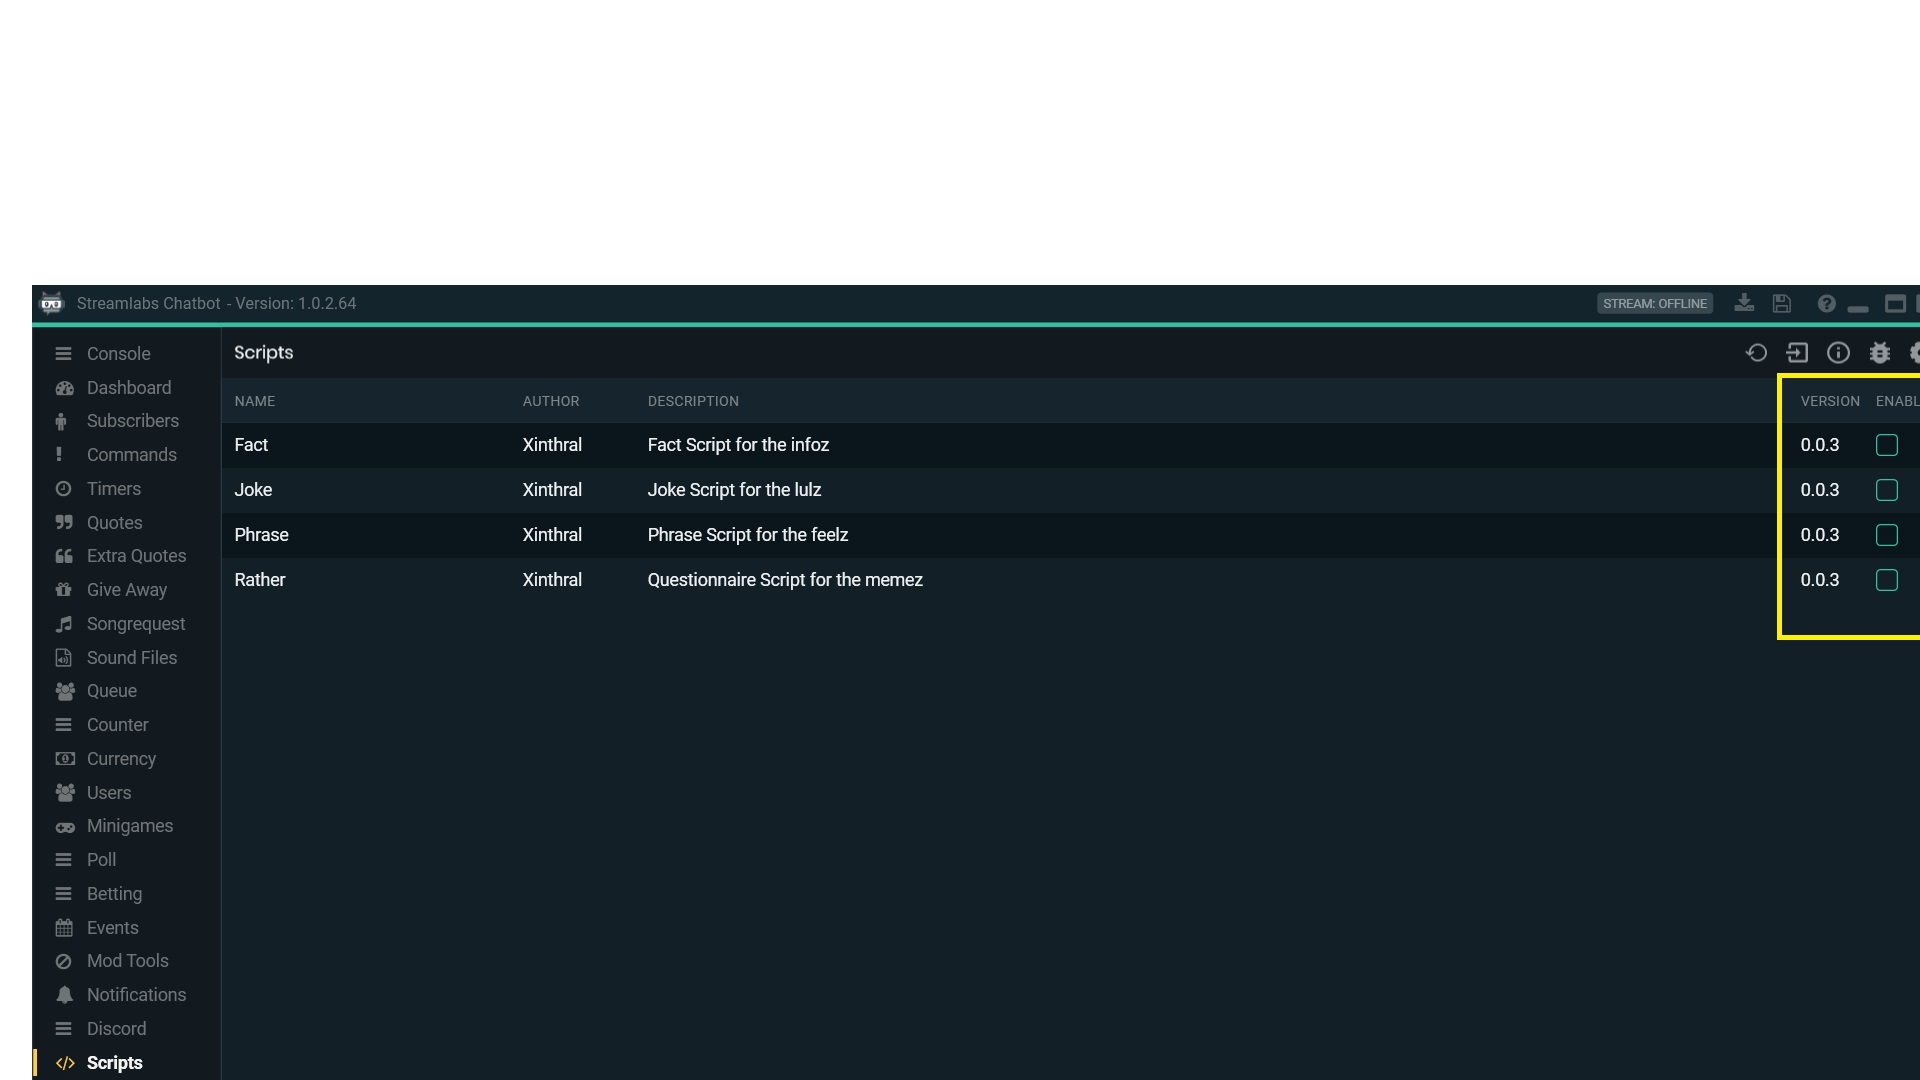 Streamlabs Chatbot - Version: 1.0.2.64
STREAM: OFFLINE
Console
Dashboard
Subscribers
Commands
Timers
Quotes
Extra Quotes
Give Away
Songrequest
Sound Files
Queue
Counter
Currency
Users
Minigames
Poll
Betting
Events
Mod Tools
Notifications
Discord
Scripts
Scripts
NAME AUTHOR DESCRIPTION VERSION ENABL
Fact Xinthral Fact Script for the infoz 0.0.3
Joke Xinthral Joke Script for the lulz 0.0.3
Phrase Xinthral Phrase Script for the feelz 0.0.3
Rather Xinthral Questionnaire Script for the memez 0.0.3